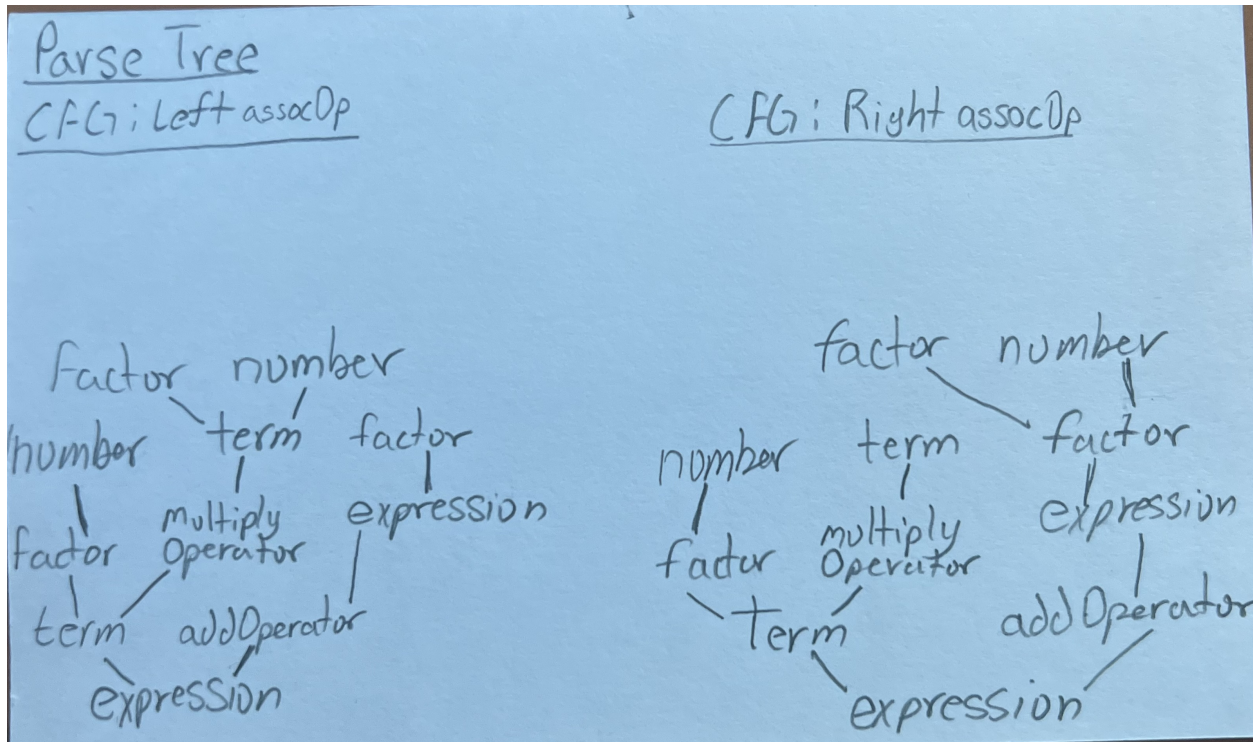 Parse Tree
CFG: Left assocOp
CFG: Right assocOp
factor number
number term factor
multiply expression
factor Operator
term addOperator
expression
factor number
number term factor
multiply expression
factor Operator
term addOperator
expression